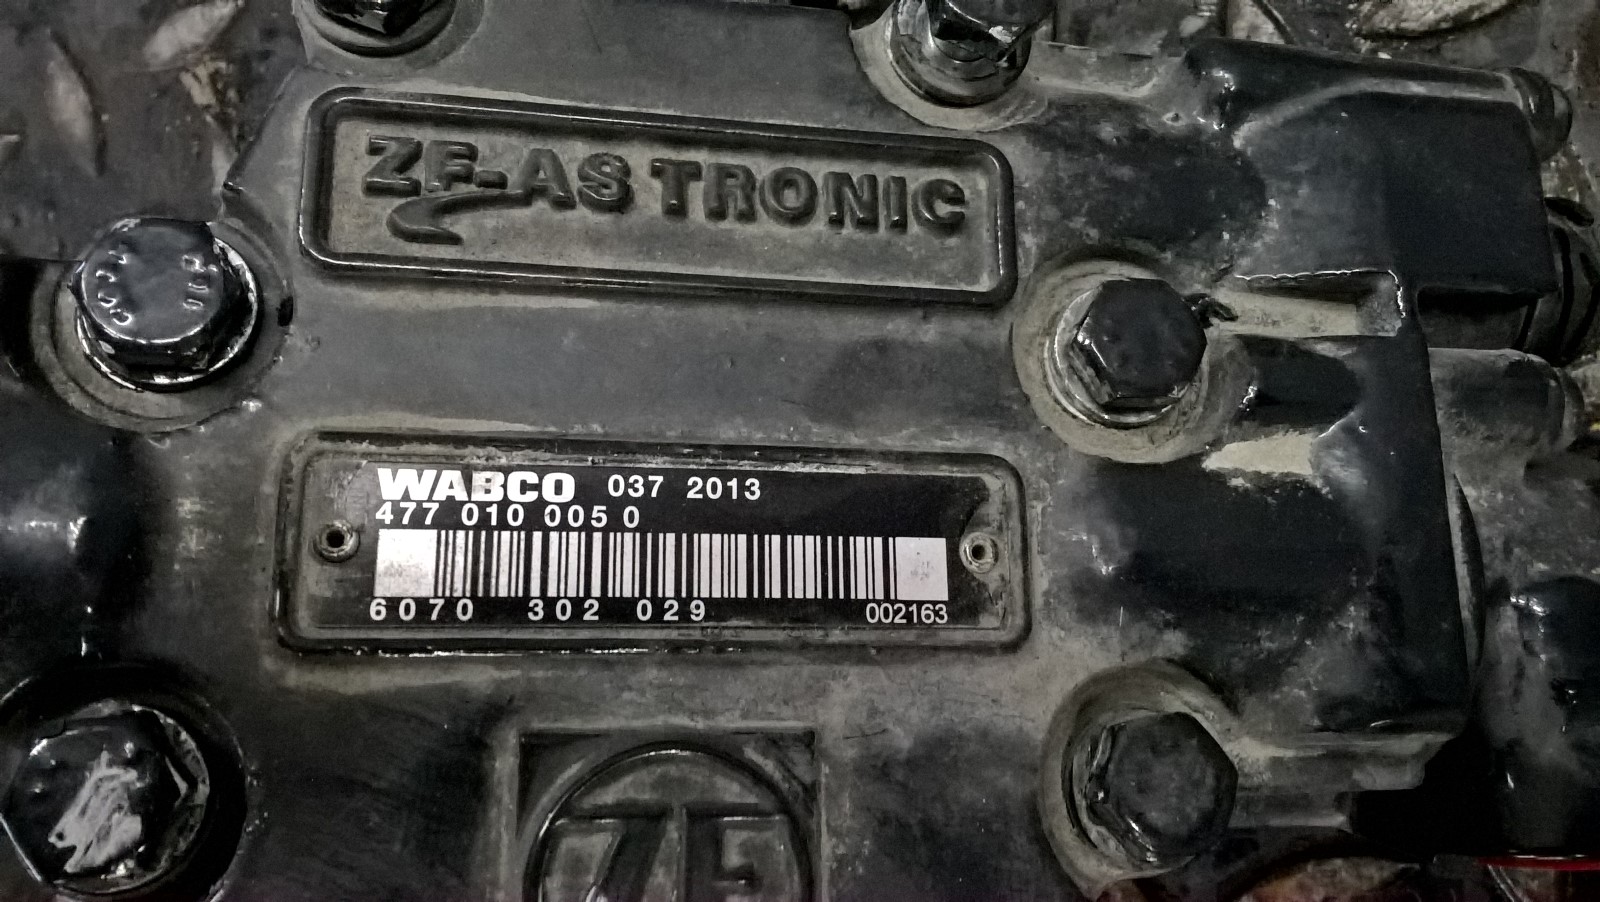 ZF-AS TRONIC
WABCO 037 2013
477 010 005 0
6070 302 029 002163
ZF